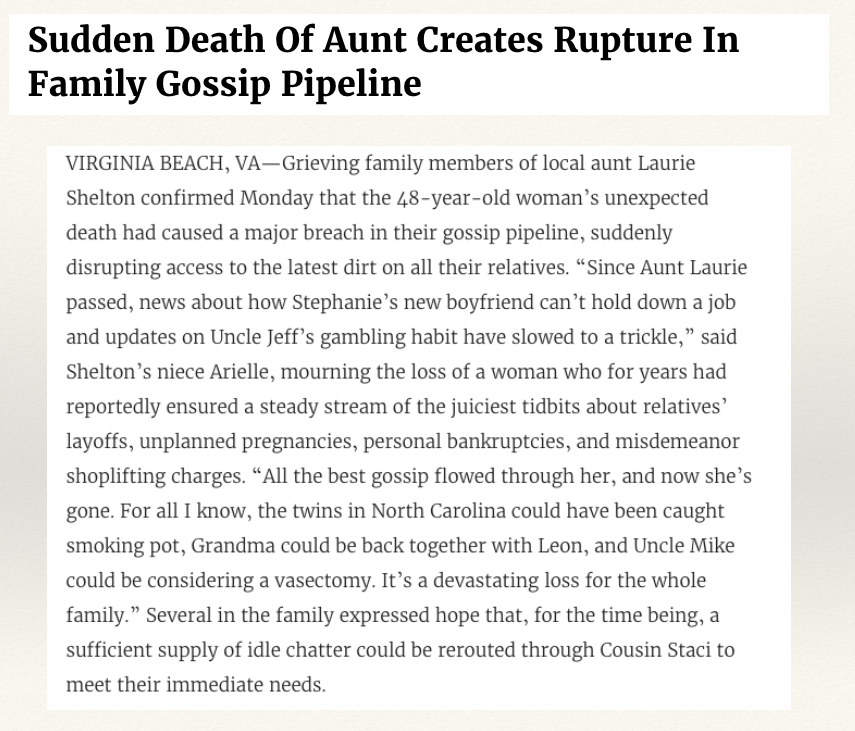 Sudden Death Of Aunt Creates Rupture In
Family Gossip Pipeline
VIRGINIA BEACH, VA—Grieving family members of local aunt Laurie
Shelton confirmed Monday that the 48-year-old woman’s unexpected
death had caused a major breach in their gossip pipeline, suddenly
disrupting access to the latest dirt on all their relatives. “Since Aunt Laurie
passed, news about how Stephanie’s new boyfriend can’t hold down a job
and updates on Uncle Jeff’s gambling habit have slowed to a trickle,” said
Shelton’s niece Arielle, mourning the loss of a woman who for years had
reportedly ensured a steady stream of the juiciest tidbits about relatives’
layoffs, unplanned pregnancies, personal bankruptcies, and misdemeanor
shoplifting charges. “All the best gossip flowed through her, and now she’s
gone. For all I know, the twins in North Carolina could have been caught
smoking pot, Grandma could be back together with Leon, and Uncle Mike
could be considering a vasectomy. It’s a devastating loss for the whole
family.” Several in the family expressed hope that, for the time being, a
sufficient supply of idle chatter could be rerouted through Cousin Staci to
meet their immediate needs.